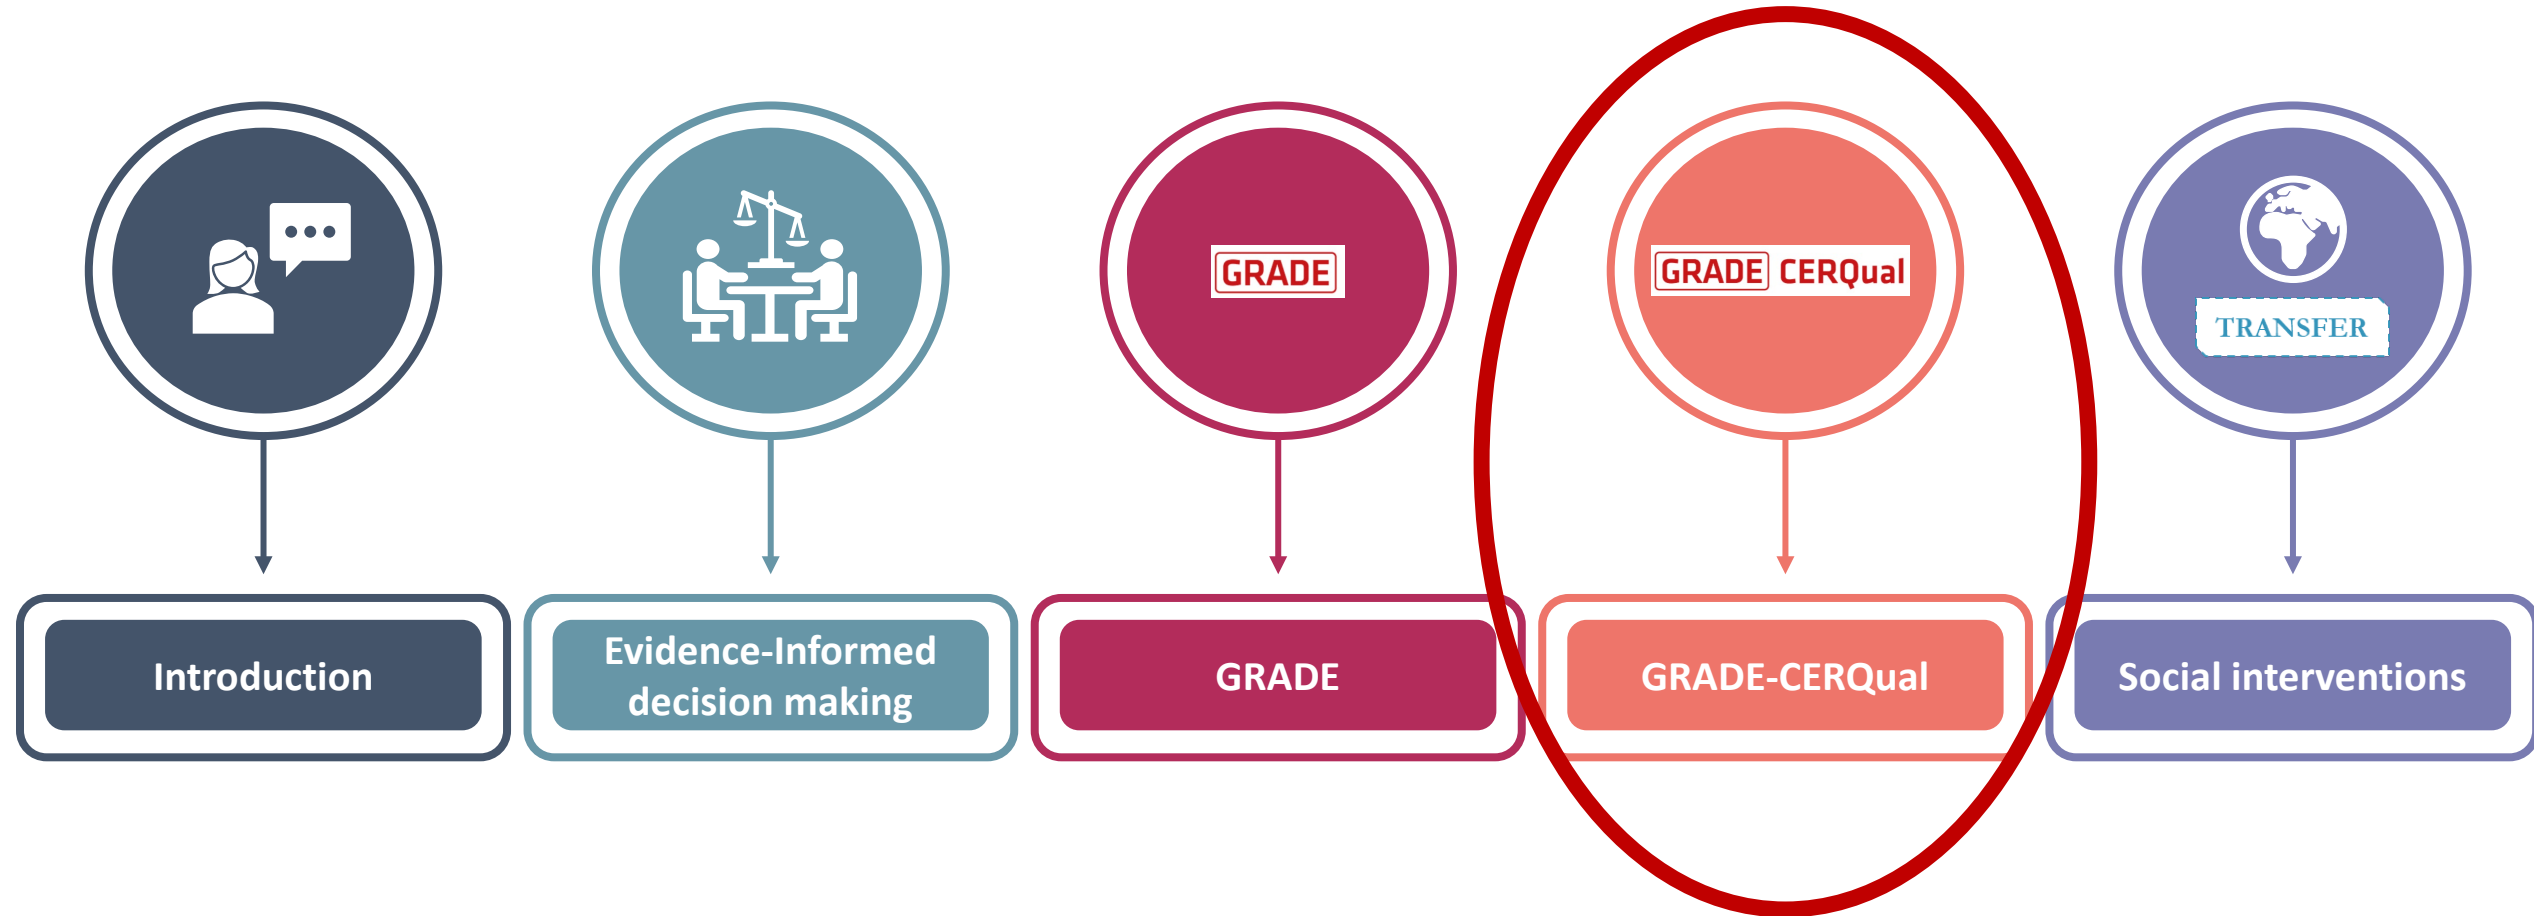 GRADE
GRADE CERQual
TRANSFER
Introduction
Evidence-Informed
decision making
GRADE
GRADE-CERQual
Social interventions